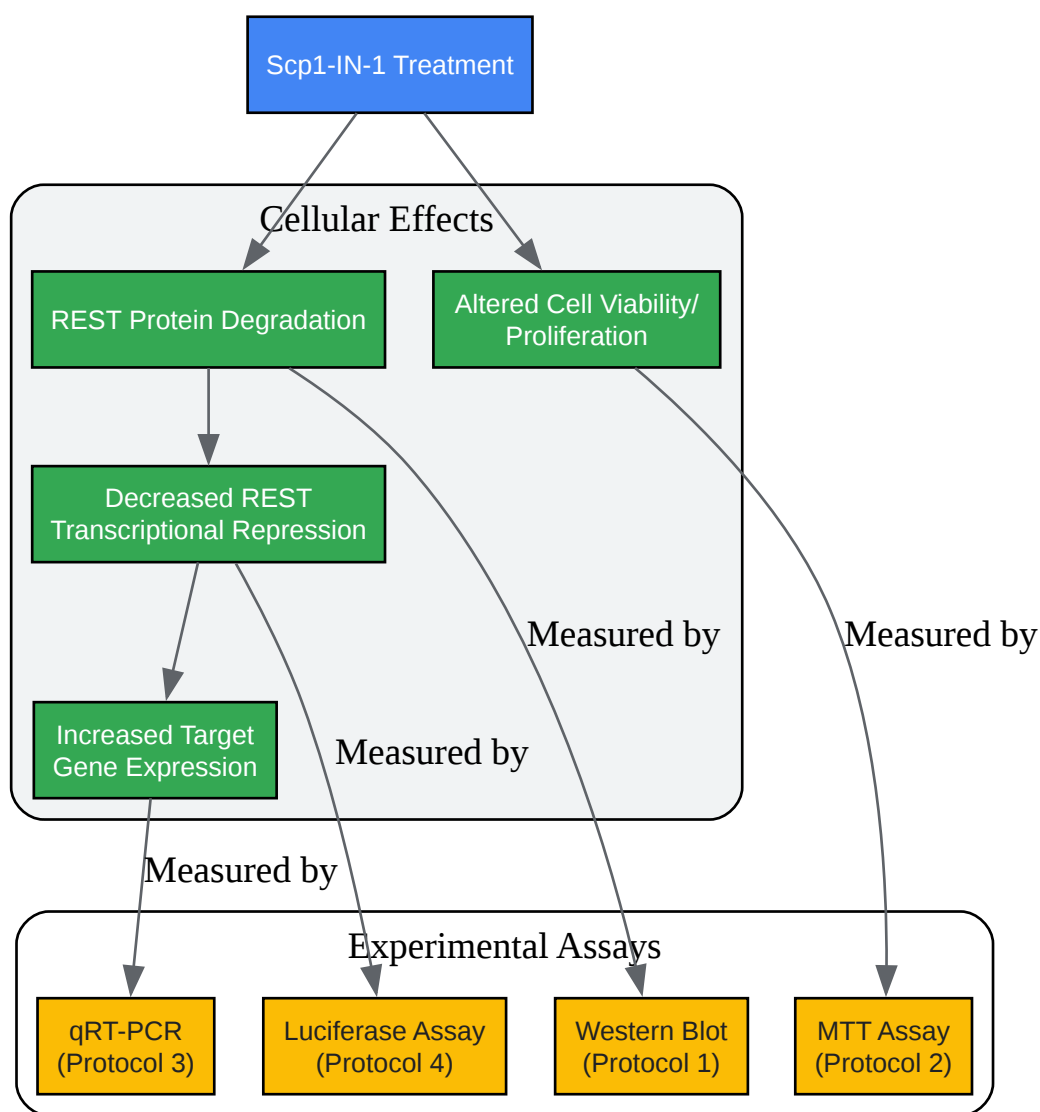 Scp1-IN-1 Treatment
Cellular Effects
REST Protein Degradation
Altered Cell Viability/
Proliferation
Decreased REST
Transcriptional Repression
Measured by
Measured by
Increased Target
Gene Expression
Measured by
Measured by
Experimental Assays
qRT-PCR
(Protocol 3)
Luciferase Assay
(Protocol 4)
Western Blot
(Protocol 1)
MTT Assay
(Protocol 2)